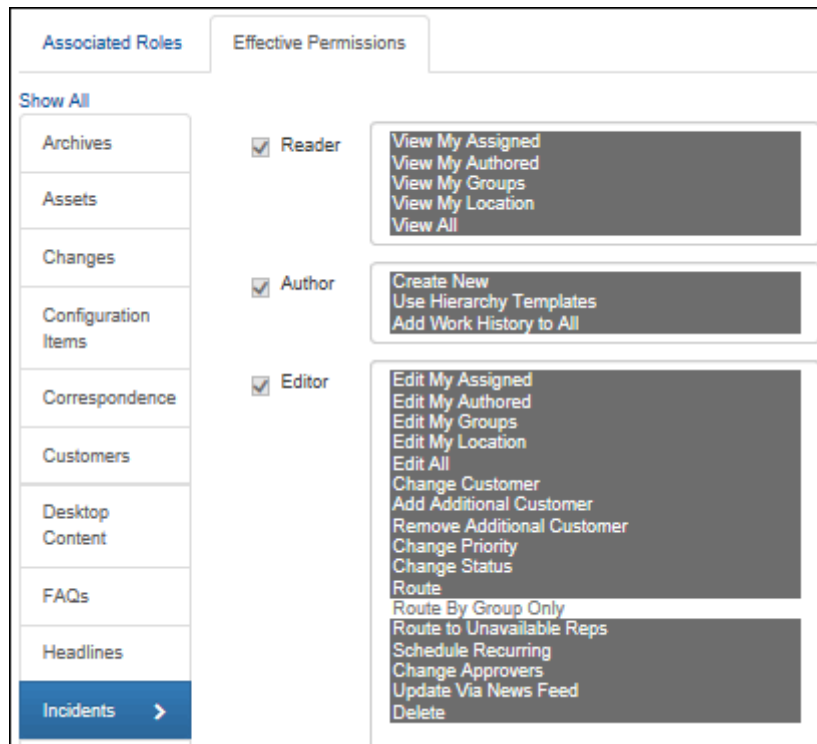 Associated Roles
Effective Permissions
Show All
Archives
Assets
Changes
Configuration
Items
Correspondence
Customers
Desktop
Content
FAQs
Headlines
Incidents
Reader
View My Assigned
View My Authored
View My Groups
View My Location
View All
Author
Create New
Use Hierarchy Templates
Add Work History to All
Editor
Edit My Assigned
Edit My Authored
Edit My Groups
Edit My Location
Edit All
Change Customer
Add Additional Customer
Remove Additional Customer
Change Priority
Change Status
Route
Route By Group Only
Route to Unavailable Reps
Schedule Recurring
Change Approvers
Update Via News Feed
Delete